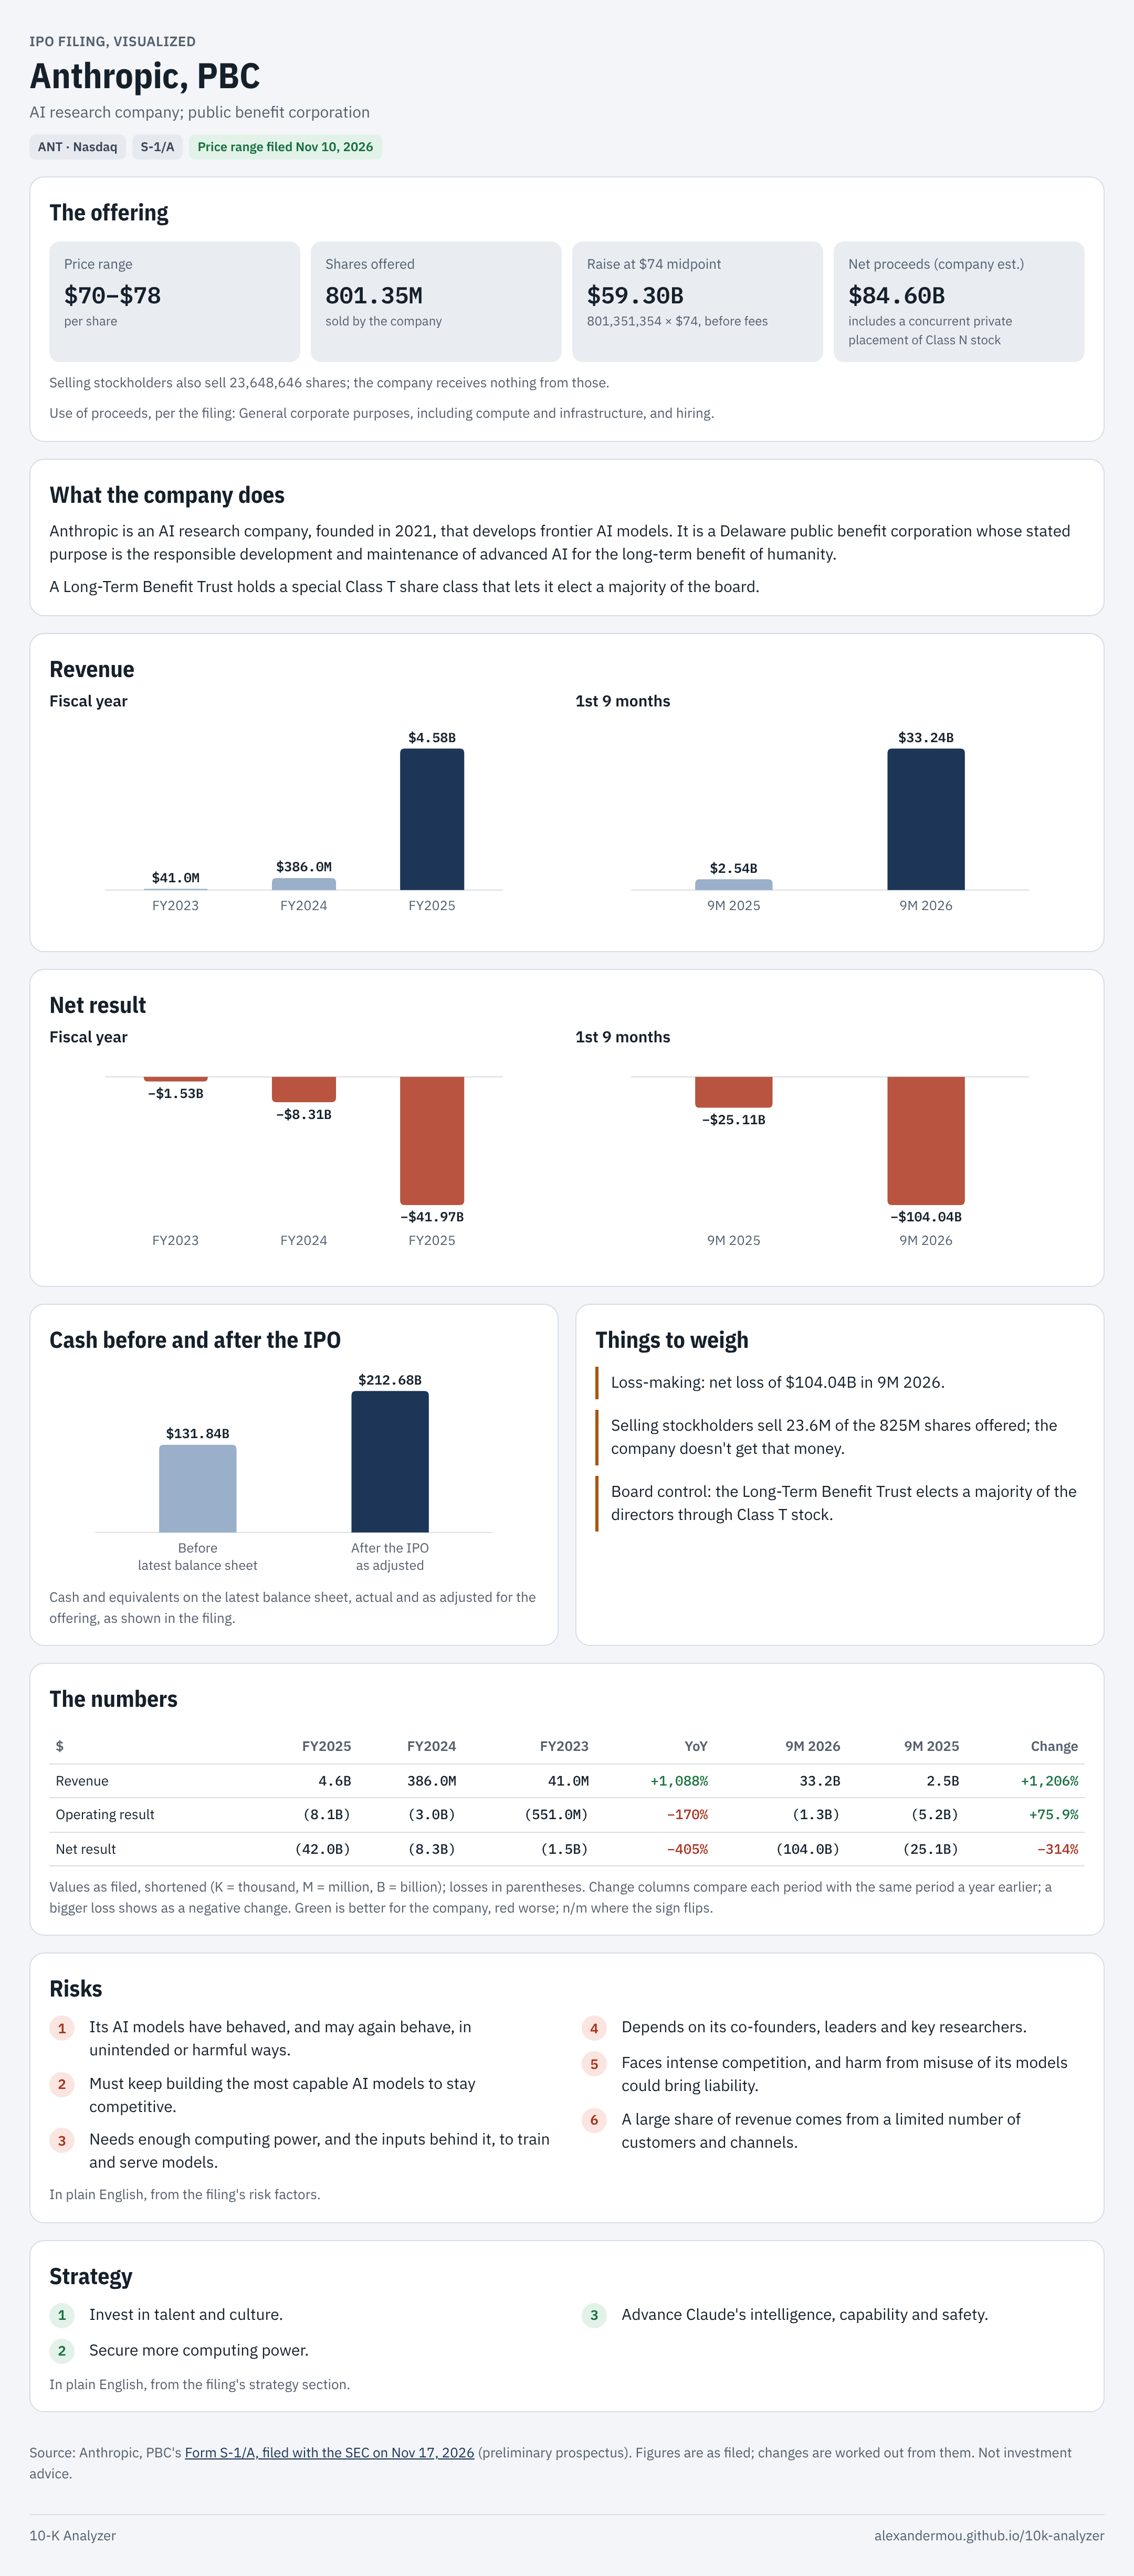 IPO FILING, VISUALIZED
Anthropic, PBC
AI research company; public benefit corporation
ANT · Nasdaq
S-1/A
Price range filed Nov 10, 2026
The offering
Price range
$70–$78
per share
Shares offered
801.35M
sold by the company
Raise at $74 midpoint
$59.30B
801,351,354 × $74, before fees
Net proceeds (company est.)
$84.60B
includes a concurrent private
placement of Class N stock
Selling stockholders also sell 23,648,646 shares; the company receives nothing from those.
Use of proceeds, per the filing: General corporate purposes, including compute and infrastructure, and hiring.
What the company does
Anthropic is an AI research company, founded in 2021, that develops frontier AI models. It is a Delaware public benefit corporation whose stated
purpose is the responsible development and maintenance of advanced AI for the long-term benefit of humanity.
A Long-Term Benefit Trust holds a special Class T share class that lets it elect a majority of the board.
Revenue
Fiscal year
$41.0M
$386.0M
$4.58B
FY2023
FY2024
FY2025
1st 9 months
$2.54B
$33.24B
9M 2025
9M 2026
Net result
Fiscal year
−$1.53B
−$8.31B
−$41.97B
FY2023
FY2024
FY2025
1st 9 months
−$25.11B
−$104.04B
9M 2025
9M 2026
Cash before and after the IPO
$131.84B
$212.68B
Before
latest balance sheet
After the IPO
as adjusted
Cash and equivalents on the latest balance sheet, actual and as adjusted for the
offering, as shown in the filing.
Things to weigh
Loss-making: net loss of $104.04B in 9M 2026.
Selling stockholders sell 23.6M of the 825M shares offered; the
company doesn't get that money.
Board control: the Long-Term Benefit Trust elects a majority of the
directors through Class T stock.
The numbers
$ FY2025 FY2024 FY2023 YoY 9M 2026 9M 2025 Change
Revenue 4.6B 386.0M 41.0M +1,088% 33.2B 2.5B +1,206%
Operating result (8.1B) (3.0B) (551.0M) −170% (1.3B) (5.2B) +75.9%
Net result (42.0B) (8.3B) (1.5B) −405% (104.0B) (25.1B) −314%
Values as filed, shortened (K = thousand, M = million, B = billion); losses in parentheses. Change columns compare each period with the same period a year earlier; a
bigger loss shows as a negative change. Green is better for the company, red worse; n/m where the sign flips.
Risks
1 Its AI models have behaved, and may again behave, in
unintended or harmful ways.
2 Must keep building the most capable AI models to stay
competitive.
3 Needs enough computing power, and the inputs behind it, to train
and serve models.
4 Depends on its co-founders, leaders and key researchers.
5 Faces intense competition, and harm from misuse of its models
could bring liability.
6 A large share of revenue comes from a limited number of
customers and channels.
In plain English, from the filing's risk factors.
Strategy
1 Invest in talent and culture.
2 Secure more computing power.
3 Advance Claude's intelligence, capability and safety.
In plain English, from the filing's strategy section.
Source: Anthropic, PBC's Form S-1/A, filed with the SEC on Nov 17, 2026 (preliminary prospectus). Figures are as filed; changes are worked out from them. Not investment
advice.
10-K Analyzer
alexandermou.github.io/10k-analyzer